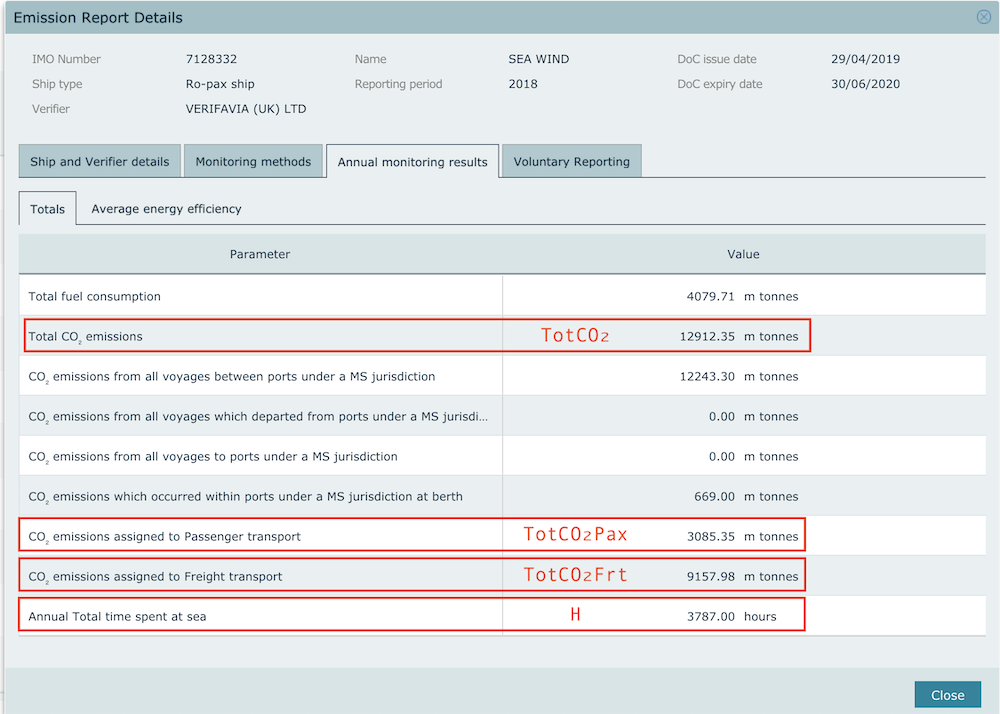 Emission Report Details
IMO Number 7128332 Name SEA WIND DoC issue date 29/04/2019
Ship type Ro-pax ship Reporting period 2018 DoC expiry date 30/06/2020
Verifier VERIFAVIA (UK) LTD
Ship and Verifier details Monitoring methods Annual monitoring results Voluntary Reporting
Totals Average energy efficiency
Parameter Value
Total fuel consumption 4079.71 m tonnes
Total CO₂ emissions TotCO₂ 12912.35 m tonnes
CO₂ emissions from all voyages between ports under a MS jurisdiction 12243.30 m tonnes
CO₂ emissions from all voyages which departed from ports under a MS jurisdi... 0.00 m tonnes
CO₂ emissions from all voyages to ports under a MS jurisdiction 0.00 m tonnes
CO₂ emissions which occurred within ports under a MS jurisdiction at berth 669.00 m tonnes
CO₂ emissions assigned to Passenger transport TotCO₂Pax 3085.35 m tonnes
CO₂ emissions assigned to Freight transport TotCO₂Frt 9157.98 m tonnes
Annual Total time spent at sea H 3787.00 hours
Close